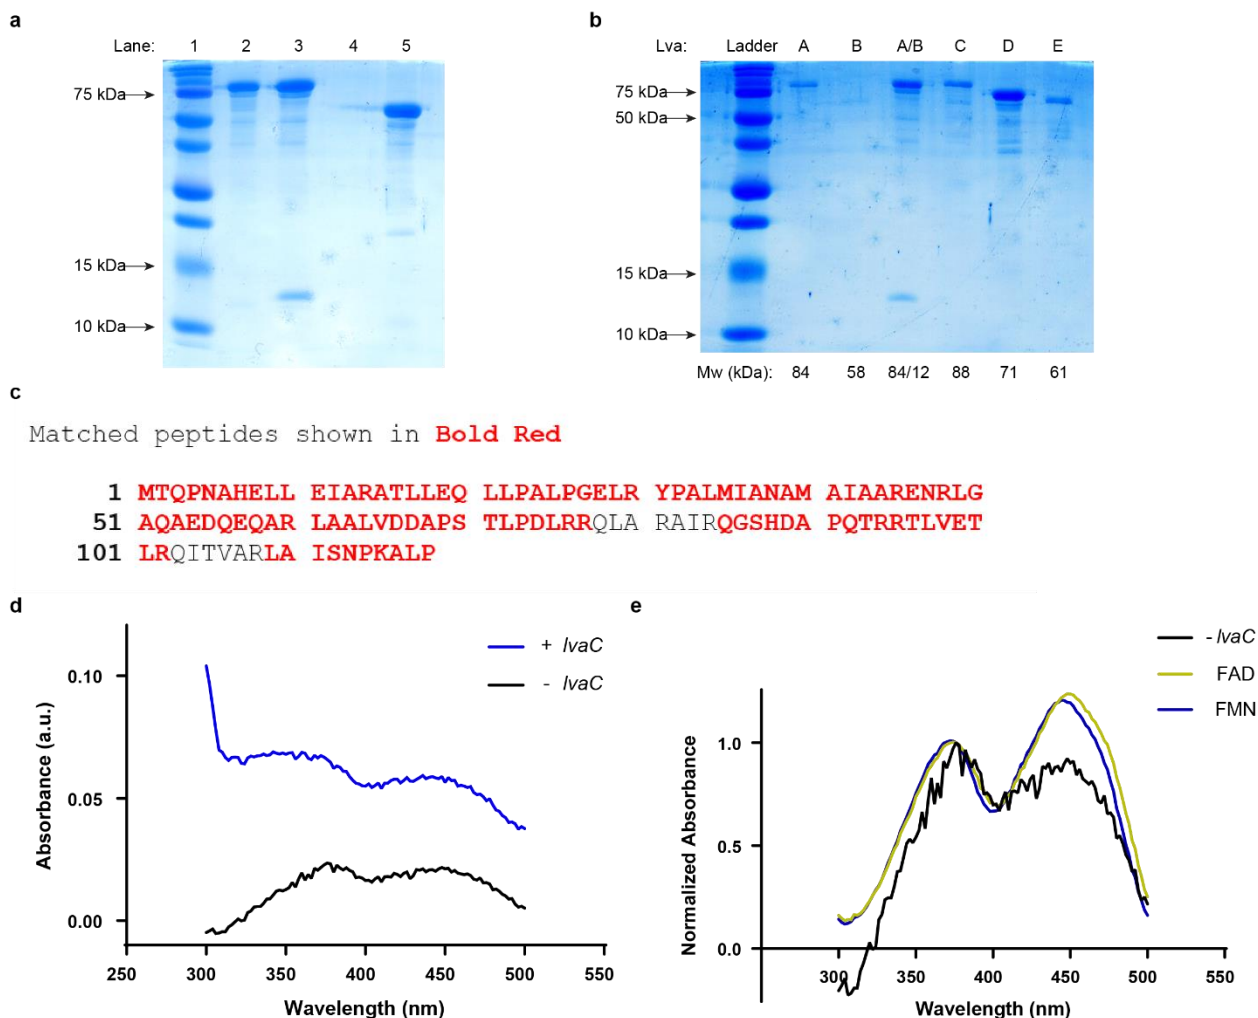 a
Lane: 1 2 3 4 5
75 kDa
15 kDa
10 kDa
b
Lva: Ladder A B A/B C D E
75 kDa
50 kDa
15 kDa
10 kDa
Mw (kDa): 84 58 84/12 88 71 61
c
Matched peptides shown in Bold Red
1 MTQPNAHELL EIARATLLEQ LLPALPGELR YPALMIANAM AIAARENRLG
51 AQAEDQEQAR LAALVDDAPS TLPDLRRQLA RAIRQGSHDA PQTRRTLVET
101 LRQITVARLA ISNPKALP
d
+ lvaC
- lvaC
0.10
0.05
0.00
Absorbance (a.u.)
250 300 350 400 450 500 550
Wavelength (nm)
e
- lvaC
FAD
FMN
1.0
0.5
0.0
Normalized Absorbance
300 350 400 450 500 550
Wavelength (nm)